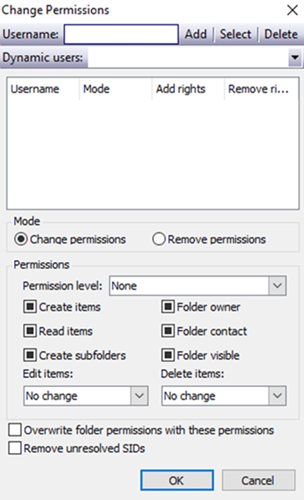 Change Permissions
Username: Add Select Delete
Dynamic users:
Username Mode Add rights Remove ri...
Mode
Change permissions Remove permissions
Permissions
Permission level: None
Create items Folder owner
Read items Folder contact
Create subfolders Folder visible
Edit items: Delete items:
No change No change
Overwrite folder permissions with these permissions
Remove unresolved SIDs
OK Cancel